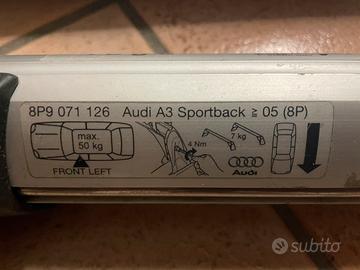 8P9 071 126 Audi A3 Sportback ≥ 05 (8P)
max.
50 kg
FRONT LEFT
4 Nm
7 kg
Audi
subito